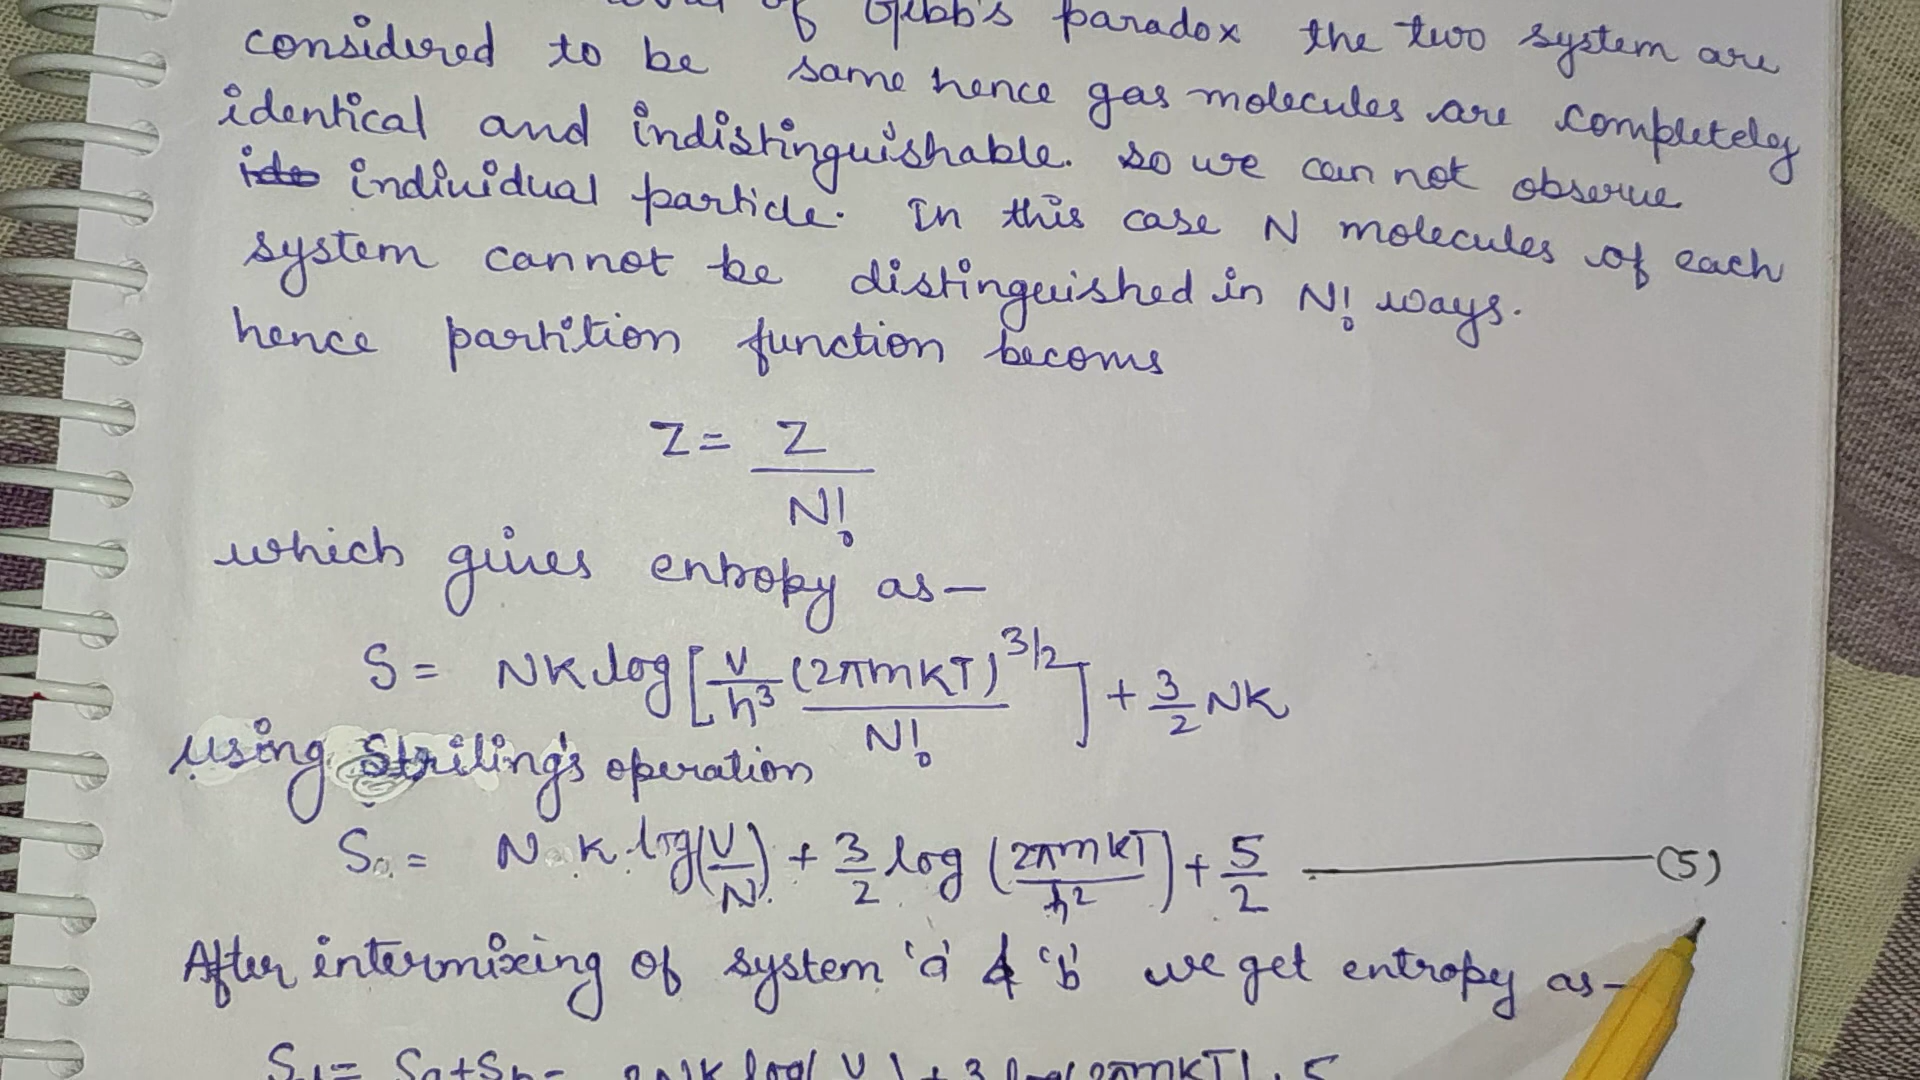 of Gibb's paradox the two system are
considered to be same hence gas molecules are completely
identical and indistinguishable. so we can not observe
individual particle. In this case N molecules of each
system cannot be distinguished in N! ways.
hence partition function becoms
Z = Z / N!
which gives entropy as —
S = NK log [ V/h³ (2πmKT)^3/2 / N! ] + 3/2 NK
using Striling's operation
Sₐ = N K log (V/N) + 3/2 log (2πmKT / h²) + 5/2 ——— (5)
After intermixing of system 'a' & 'b' we get entropy as —